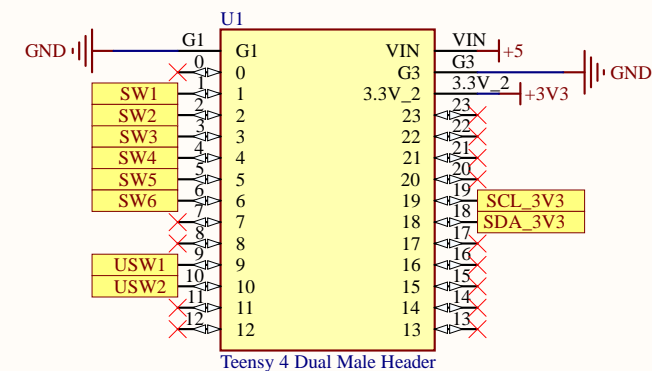 U1
GND G1 G1 VIN VIN +5
0 0 G3 G3 GND
SW1 1 1 3.3V_2 3.3V_2 +3V3
SW2 2 2 23 23
SW3 3 3 22 22
SW4 4 4 21 21
SW5 5 5 20 20
SW6 6 6 19 19 SCL_3V3
7 7 18 18 SDA_3V3
8 8 17 17
USW1 9 9 16 16
USW2 10 10 15 15
11 11 14 14
12 12 13 13
Teensy 4 Dual Male Header